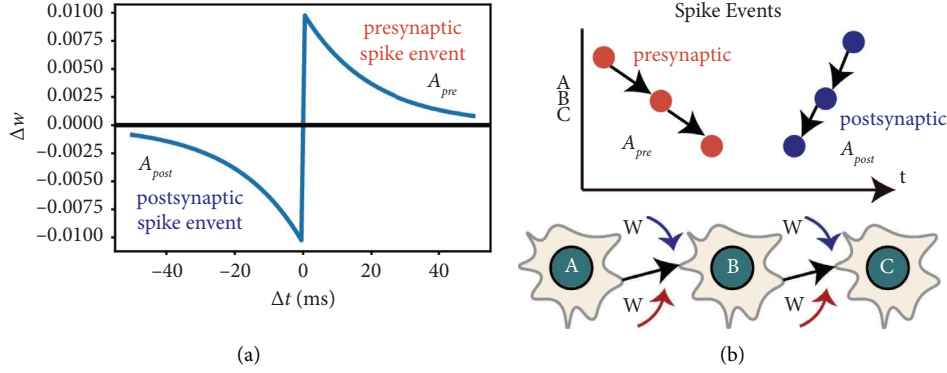 0.0100
0.0075
0.0050
0.0025
0.0000
−0.0025
−0.0050
−0.0075
−0.0100
Δw
presynaptic
spike envent
A_pre
A_post
postsynaptic
spike envent
−40
−20
0
20
40
Δt (ms)
(a)
Spike Events
A
B
C
presynaptic
A_pre
postsynaptic
A_post
t
W
W
A
B
C
W
W
(b)